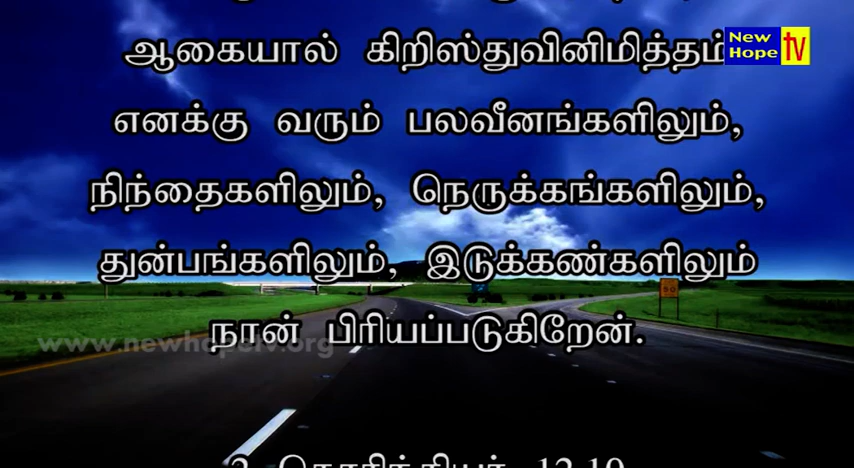 New
Hope tv
ஆகையால் கிறிஸ்துவினிமித்தம்
எனக்கு வரும் பலவீனங்களிலும்,
நிந்தைகளிலும், நெருக்கங்களிலும்,
துன்பங்களிலும், இடுக்கண்களிலும்
நான் பிரியப்படுகிறேன்.
www.newhopetv.org